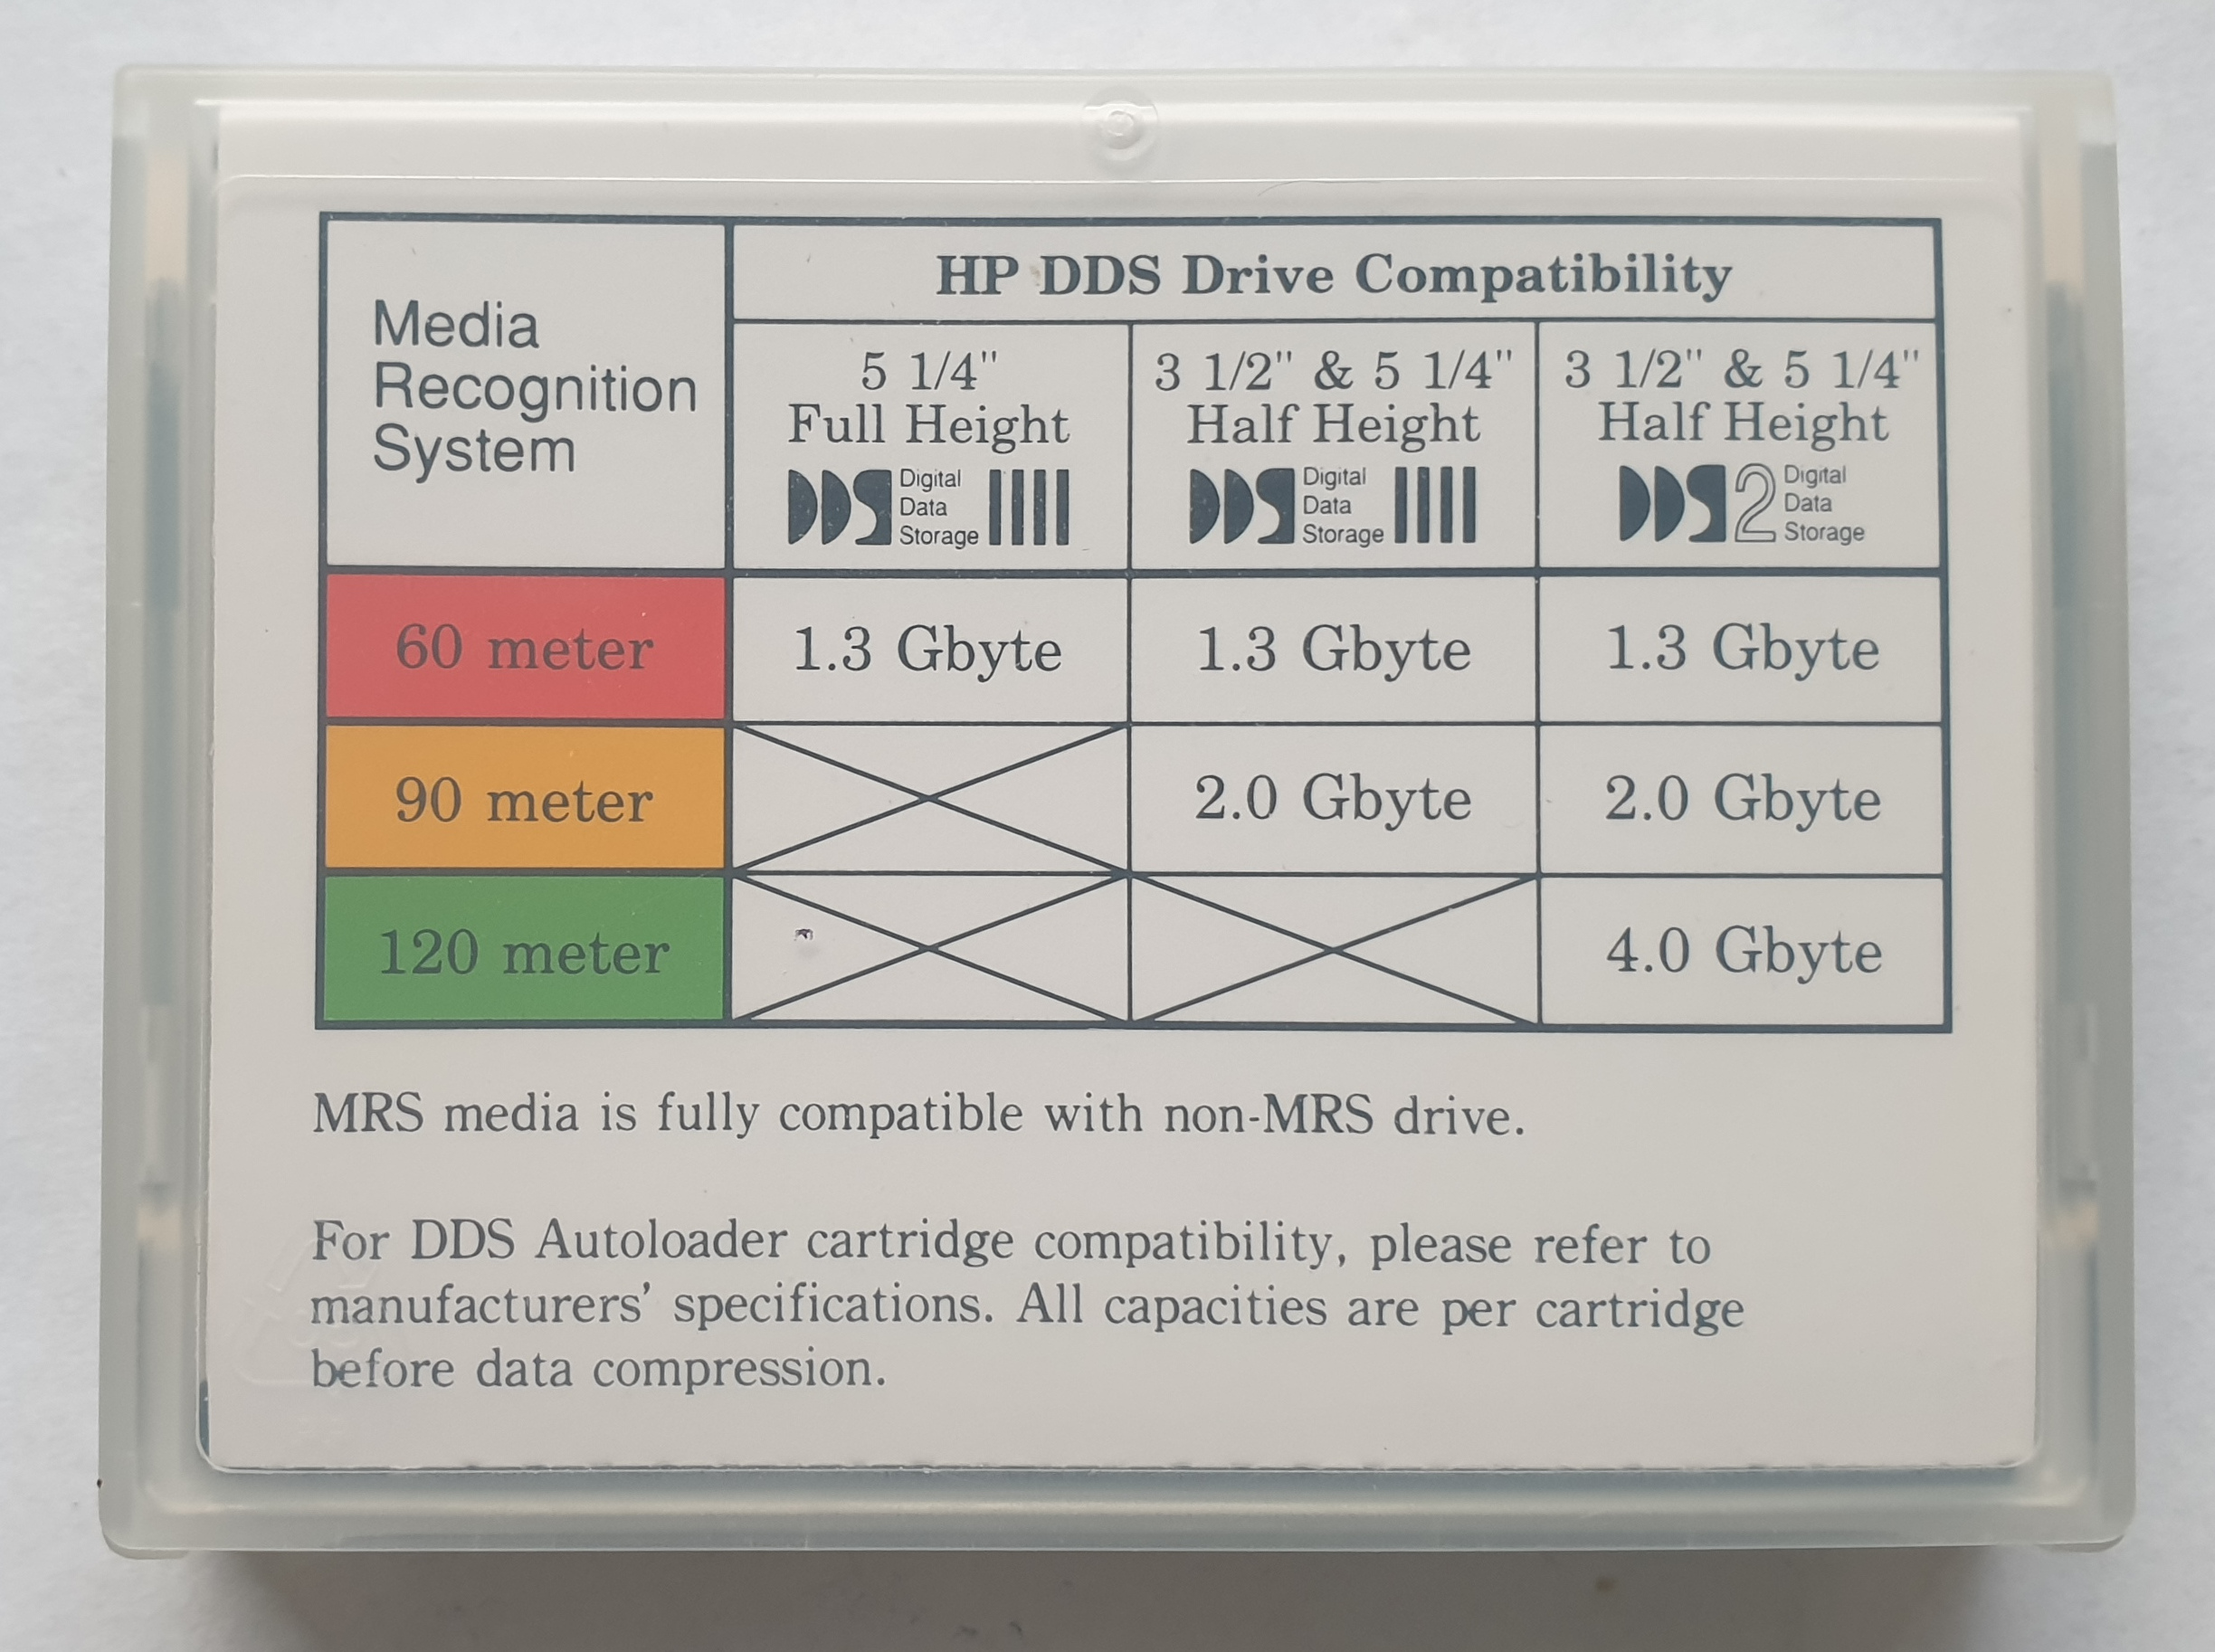 Media
Recognition
System
HP DDS Drive Compatibility
5 1/4"
Full Height
DDS Digital
Data
Storage
3 1/2" & 5 1/4"
Half Height
DDS Digital
Data
Storage
3 1/2" & 5 1/4"
Half Height
DDS2 Digital
Data
Storage
60 meter 1.3 Gbyte 1.3 Gbyte 1.3 Gbyte
90 meter 2.0 Gbyte 2.0 Gbyte
120 meter 4.0 Gbyte
MRS media is fully compatible with non-MRS drive.
For DDS Autoloader cartridge compatibility, please refer to
manufacturers' specifications. All capacities are per cartridge
before data compression.